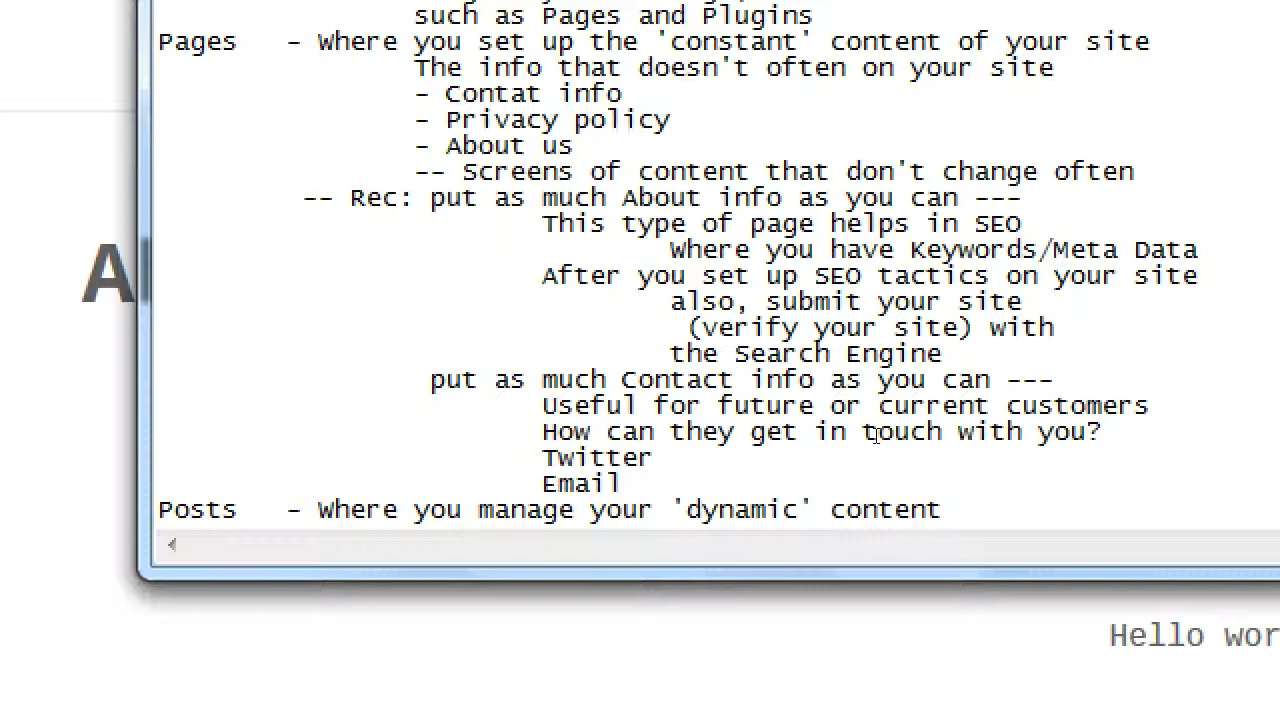 such as Pages and Plugins
Pages - Where you set up the 'constant' content of your site
The info that doesn't often on your site
- Contat info
- Privacy policy
- About us
-- Screens of content that don't change often
-- Rec: put as much About info as you can ---
This type of page helps in SEO
Where you have Keywords/Meta Data
After you set up SEO tactics on your site
also, submit your site
(verify your site) with
the Search Engine
put as much Contact info as you can ---
Useful for future or current customers
How can they get in touch with you?
Twitter
Email
Posts - Where you manage your 'dynamic' content
Hello wor